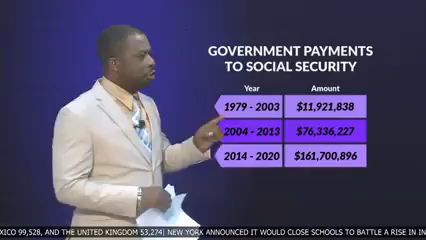 GOVERNMENT PAYMENTS
TO SOCIAL SECURITY
Year Amount
1979 - 2003 $11,921,838
2004 - 2013 $76,336,227
2014 - 2020 $161,700,896
XICO 99,528, AND THE UNITED KINGDOM 53,274| NEW YORK ANNOUNCED IT WOULD CLOSE SCHOOLS TO BATTLE A RISE IN IN